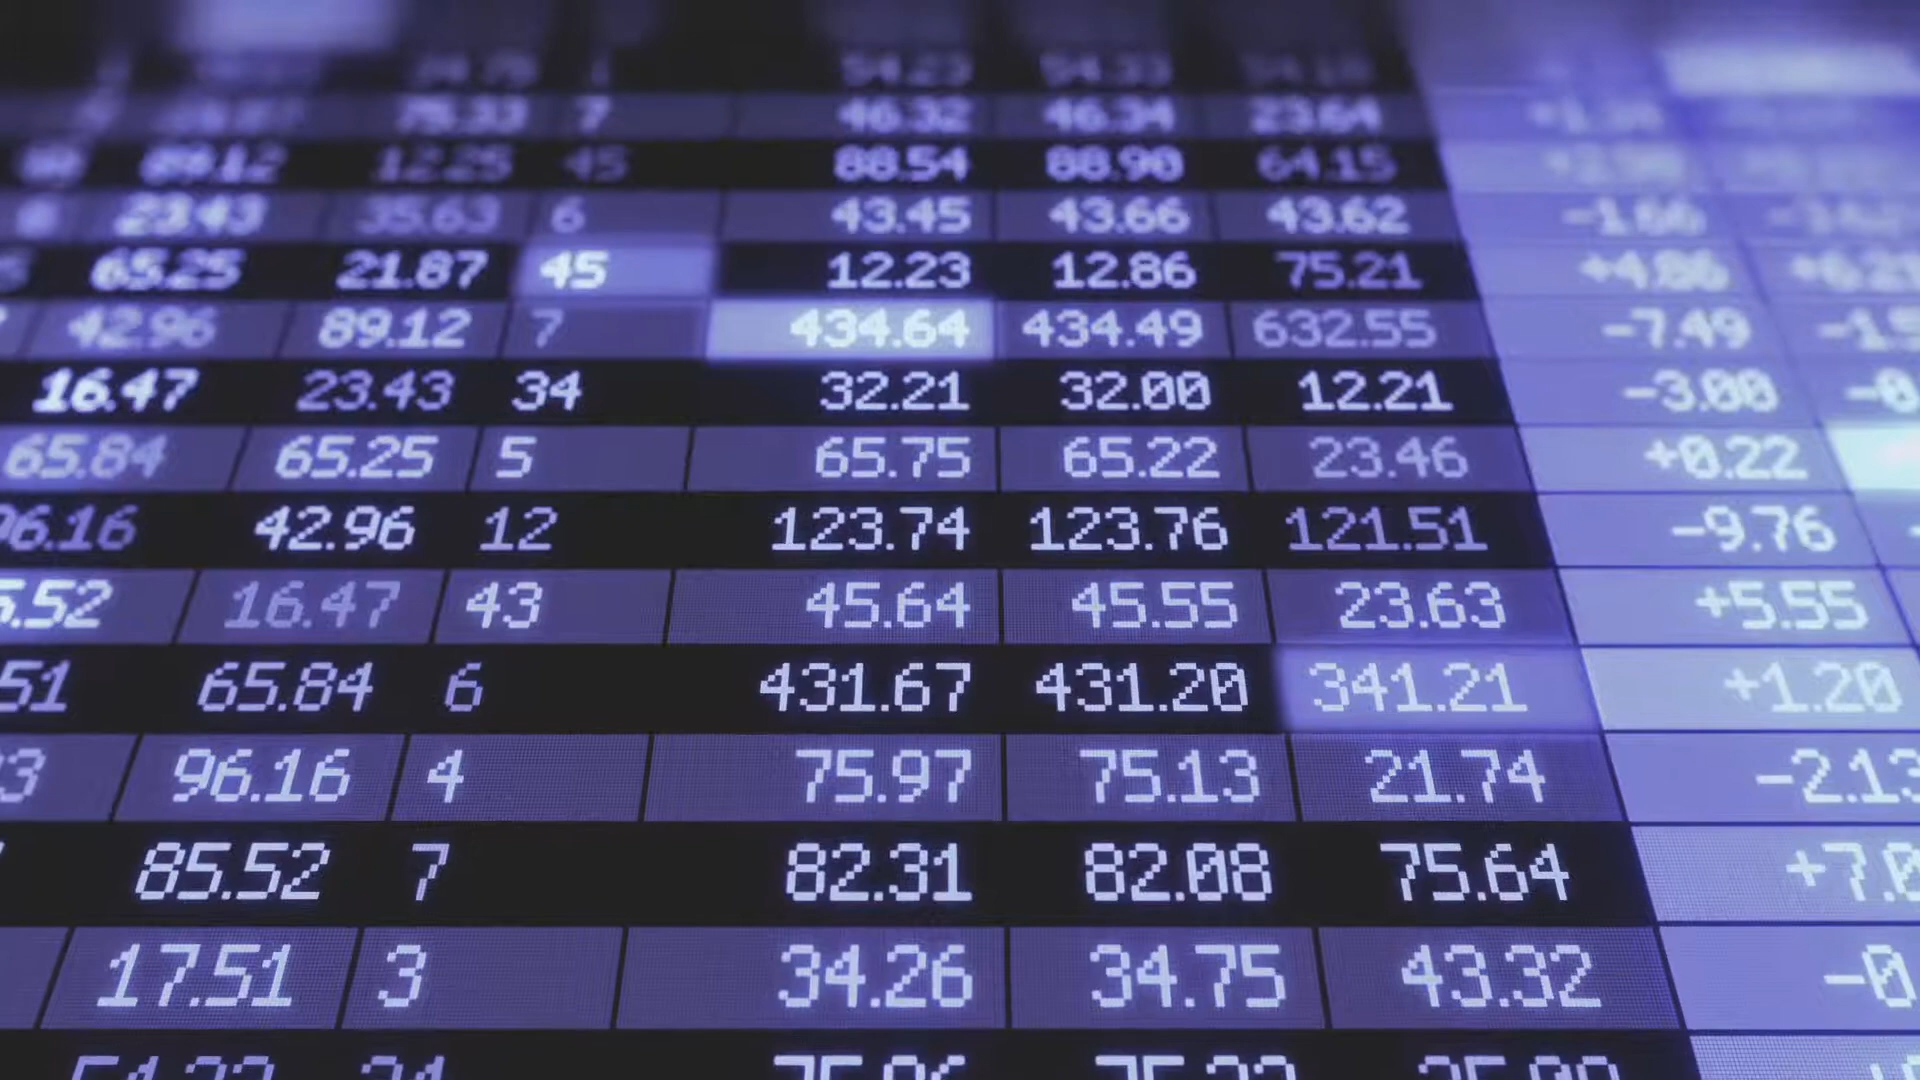 75.33 7 46.32 46.34 23.64
89.12 12.25 45 88.54 88.90 64.15
6 23.43 35.63 6 43.45 43.66 43.62 -1.66
65.25 21.87 45 12.23 12.86 75.21 +4.86
42.96 89.12 7 434.64 434.49 632.55 -7.49
16.47 23.43 34 32.21 32.00 12.21 -3.00
65.84 65.25 5 65.75 65.22 23.46 +0.22
96.16 42.96 12 123.74 123.76 121.51 -9.76
5.52 16.47 43 45.64 45.55 23.63 +5.55
51 65.84 6 431.67 431.20 341.21 +1.20
3 96.16 4 75.97 75.13 21.74 -2.13
85.52 7 82.31 82.08 75.64 +7.0
17.51 3 34.26 34.75 43.32 -0